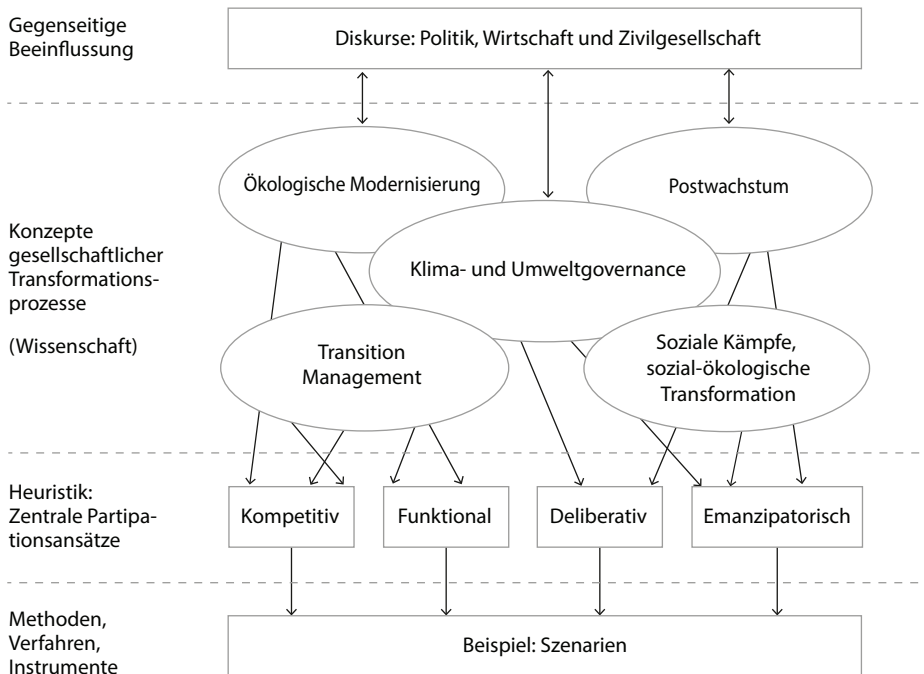 Gegenseitige
Beeinflussung
Diskurse: Politik, Wirtschaft und Zivilgesellschaft
Ökologische Modernisierung
Postwachstum
Klima- und Umweltgovernance
Konzepte
gesellschaftlicher
Transformations-
prozesse
(Wissenschaft)
Transition
Management
Soziale Kämpfe,
sozial-ökologische
Transformation
Heuristik:
Zentrale Partipa-
tionsansätze
Kompetitiv
Funktional
Deliberativ
Emanzipatorisch
Methoden,
Verfahren,
Instrumente
Beispiel: Szenarien